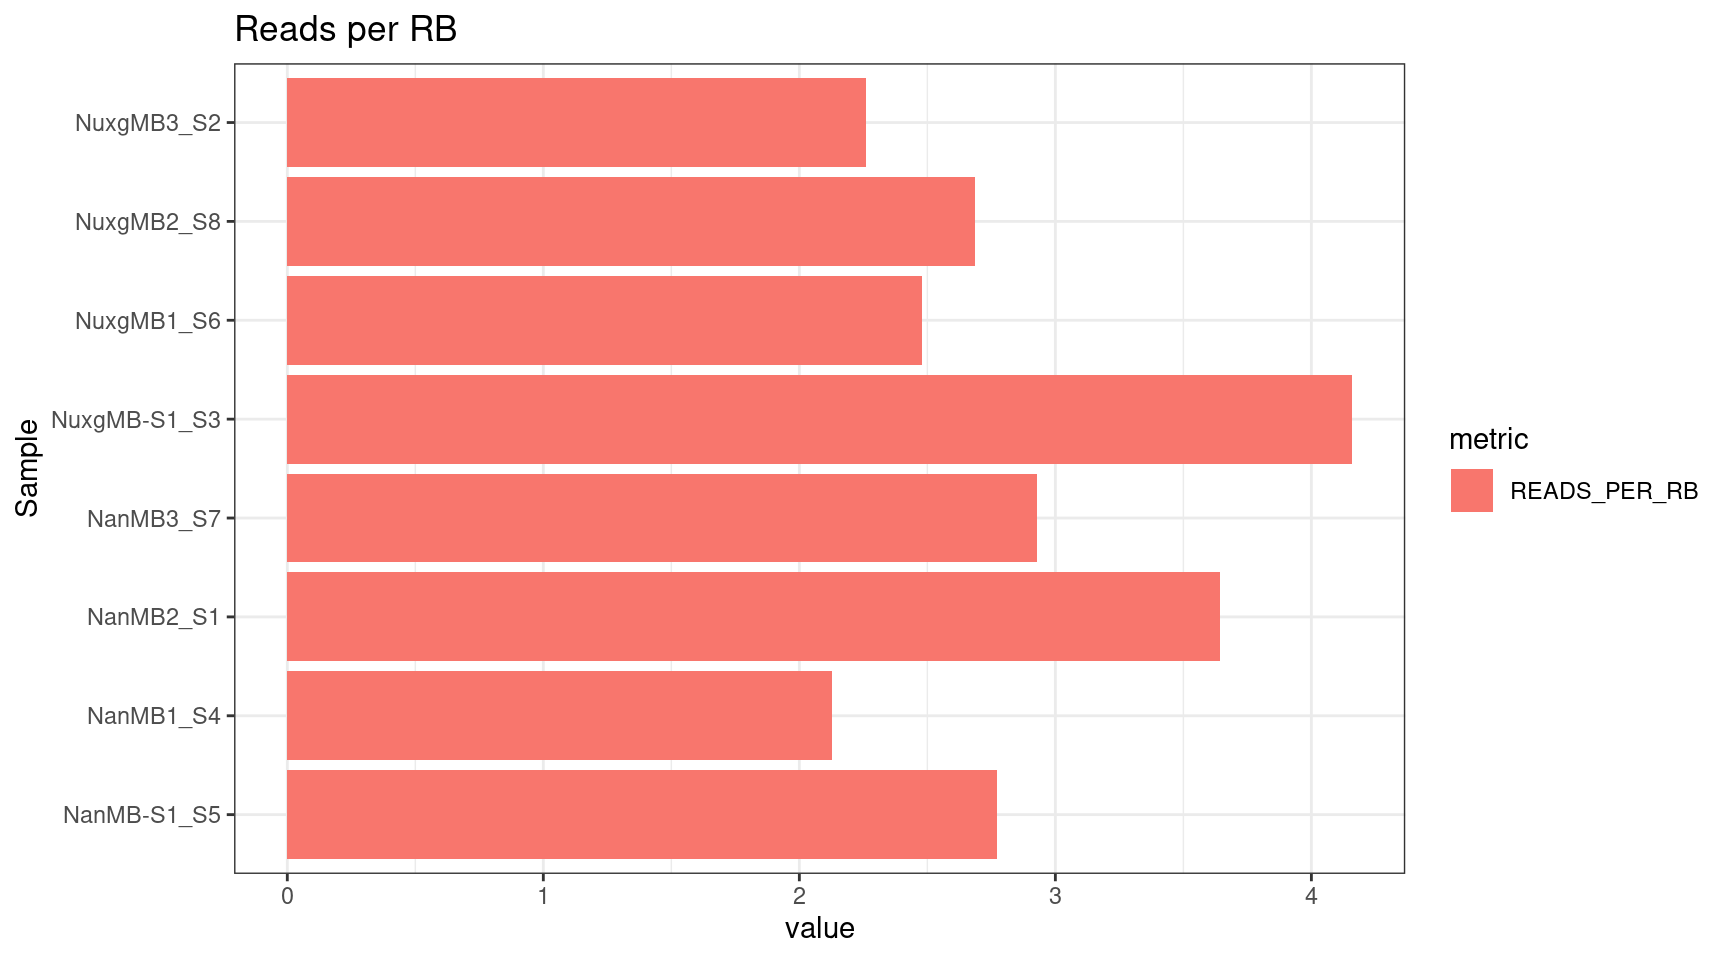 Reads per RB
NuxgMB3_S2
NuxgMB2_S8
NuxgMB1_S6
NuxgMB-S1_S3
NanMB3_S7
NanMB2_S1
NanMB1_S4
NanMB-S1_S5
Sample
0 1 2 3 4
value
metric
READS_PER_RB